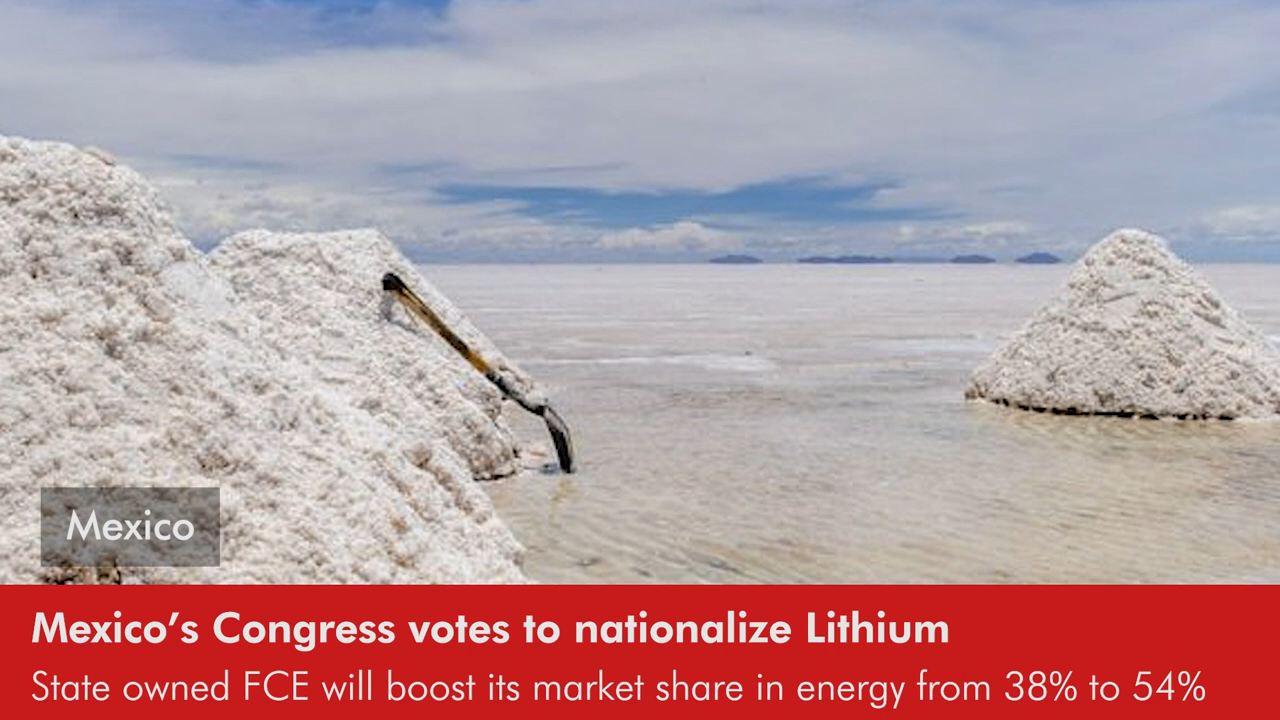 Mexico
Mexico’s Congress votes to nationalize Lithium
State owned FCE will boost its market share in energy from 38% to 54%